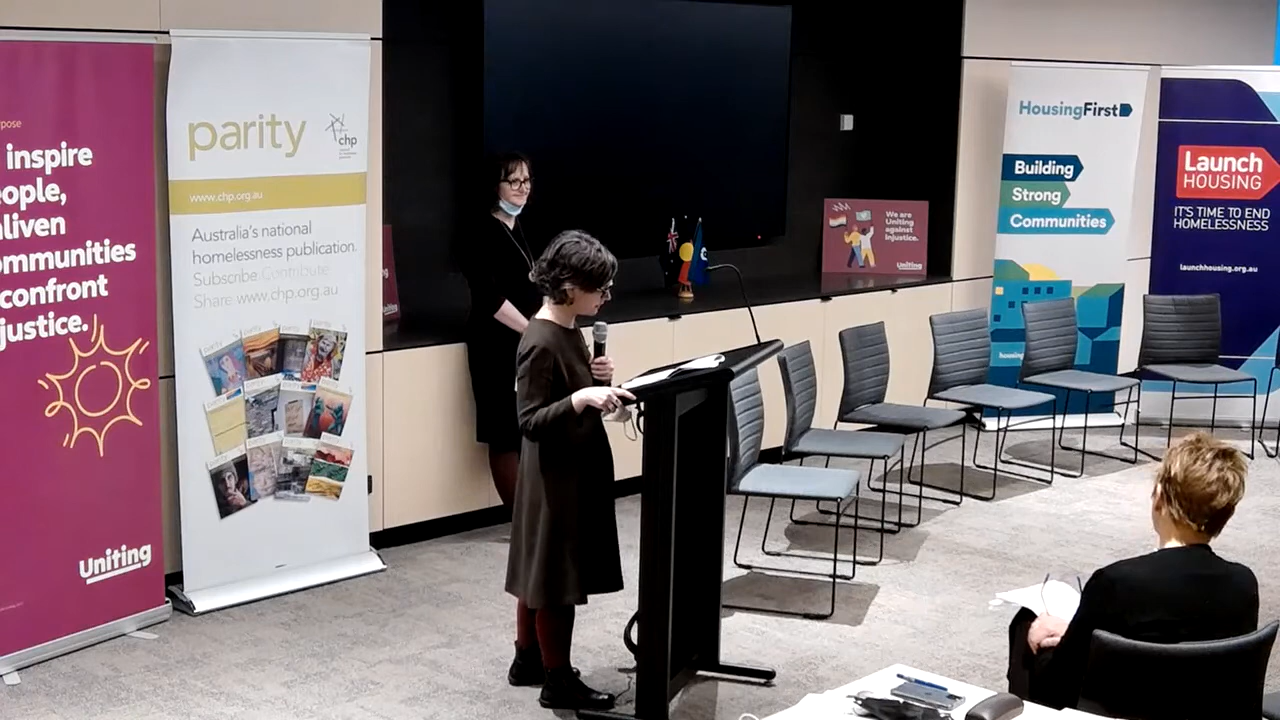 inspire
eople,
liven
ommunities
confront
justice.
Uniting
parity
chp
www.chp.org.au
Australia's national
homelessness publication.
Subscribe Contribute
Share www.chp.org.au
We are
Uniting
against
injustice.
Uniting
HousingFirst
Building
Strong
Communities
Launch
HOUSING
IT'S TIME TO END
HOMELESSNESS
launchhousing.org.au